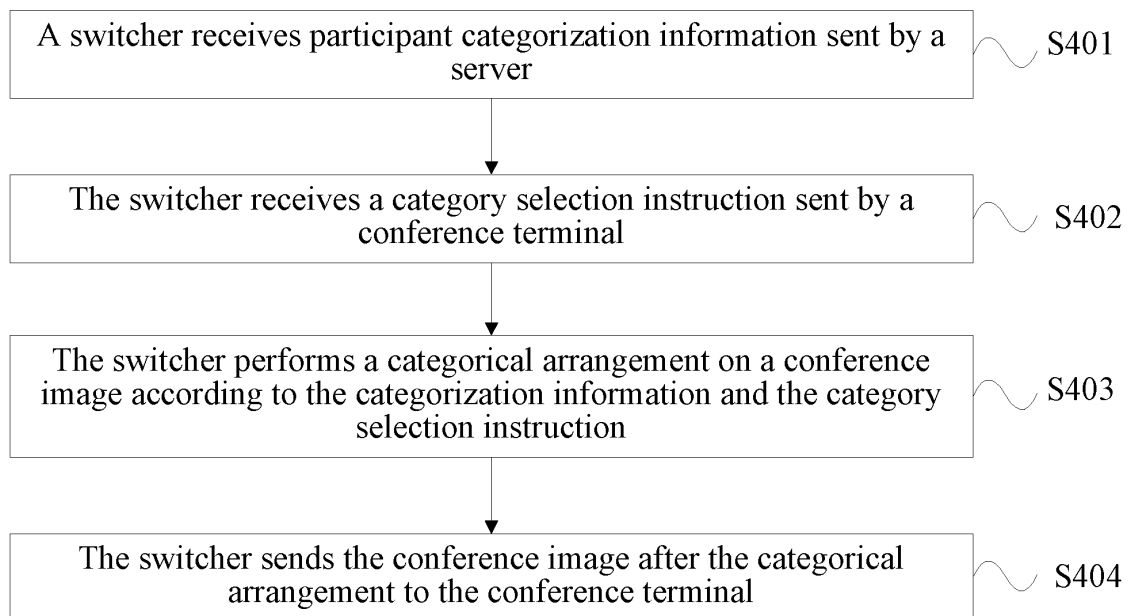 A switcher receives participant categorization information sent by a
server
S401
The switcher receives a category selection instruction sent by a
conference terminal
S402
The switcher performs a categorical arrangement on a conference
image according to the categorization information and the category
selection instruction
S403
The switcher sends the conference image after the categorical
arrangement to the conference terminal
S404